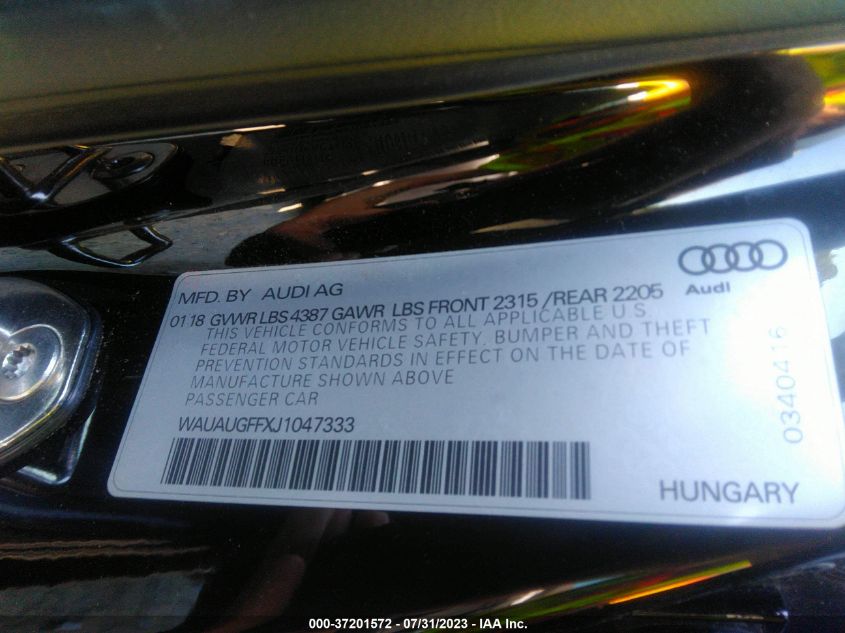 MFD. BY AUDI AG
01 18 GVWR LBS 4387 GAWR LBS FRONT 2315 / REAR 2205
THIS VEHICLE CONFORMS TO ALL APPLICABLE U.S.
FEDERAL MOTOR VEHICLE SAFETY, BUMPER AND THEFT
PREVENTION STANDARDS IN EFFECT ON THE DATE OF
MANUFACTURE SHOWN ABOVE
PASSENGER CAR
WAUAUGFFXJ1047333
Audi
0340416
HUNGARY
000-37201572 - 07/31/2023 - IAA Inc.